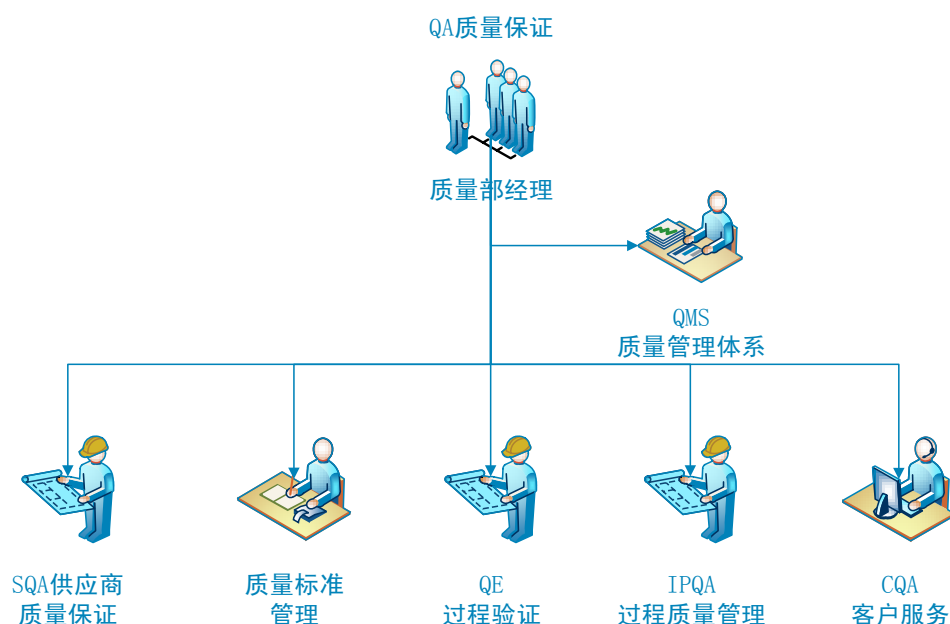 QA质量保证
质量部经理
QMS
质量管理体系
SQA供应商
质量保证
质量标准
管理
QE
过程验证
IPQA
过程质量管理
CQA
客户服务